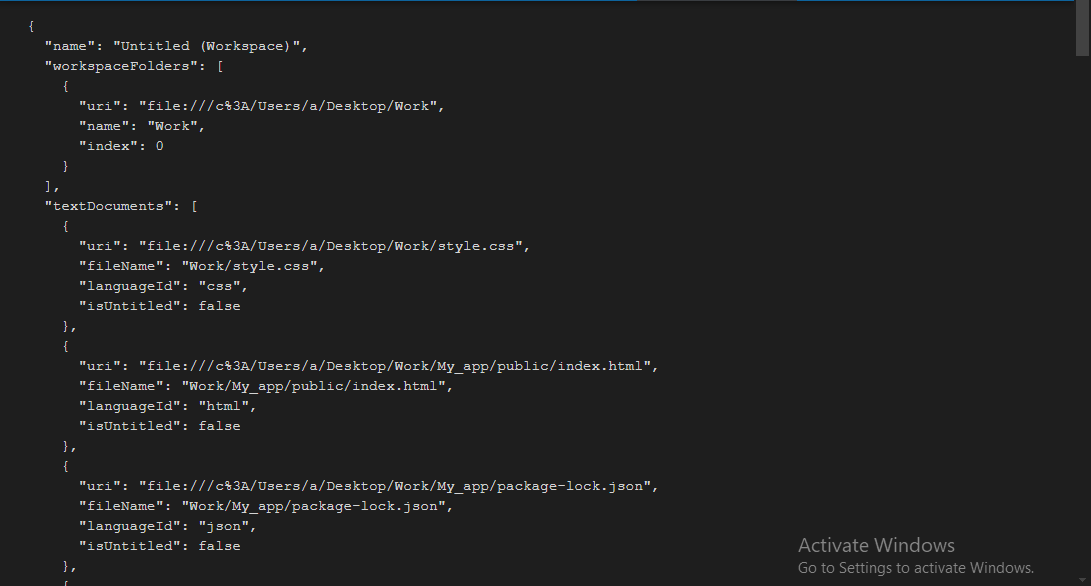 {
"name": "Untitled (Workspace)",
"workspaceFolders": [
{
"uri": "file:///c%3A/Users/a/Desktop/Work",
"name": "Work",
"index": 0
}
],
"textDocuments": [
{
"uri": "file:///c%3A/Users/a/Desktop/Work/style.css",
"fileName": "Work/style.css",
"languageId": "css",
"isUntitled": false
},
{
"uri": "file:///c%3A/Users/a/Desktop/Work/My_app/public/index.html",
"fileName": "Work/My_app/public/index.html",
"languageId": "html",
"isUntitled": false
},
{
"uri": "file:///c%3A/Users/a/Desktop/Work/My_app/package-lock.json",
"fileName": "Work/My_app/package-lock.json",
"languageId": "json",
"isUntitled": false
},
{
Activate Windows
Go to Settings to activate Windows.